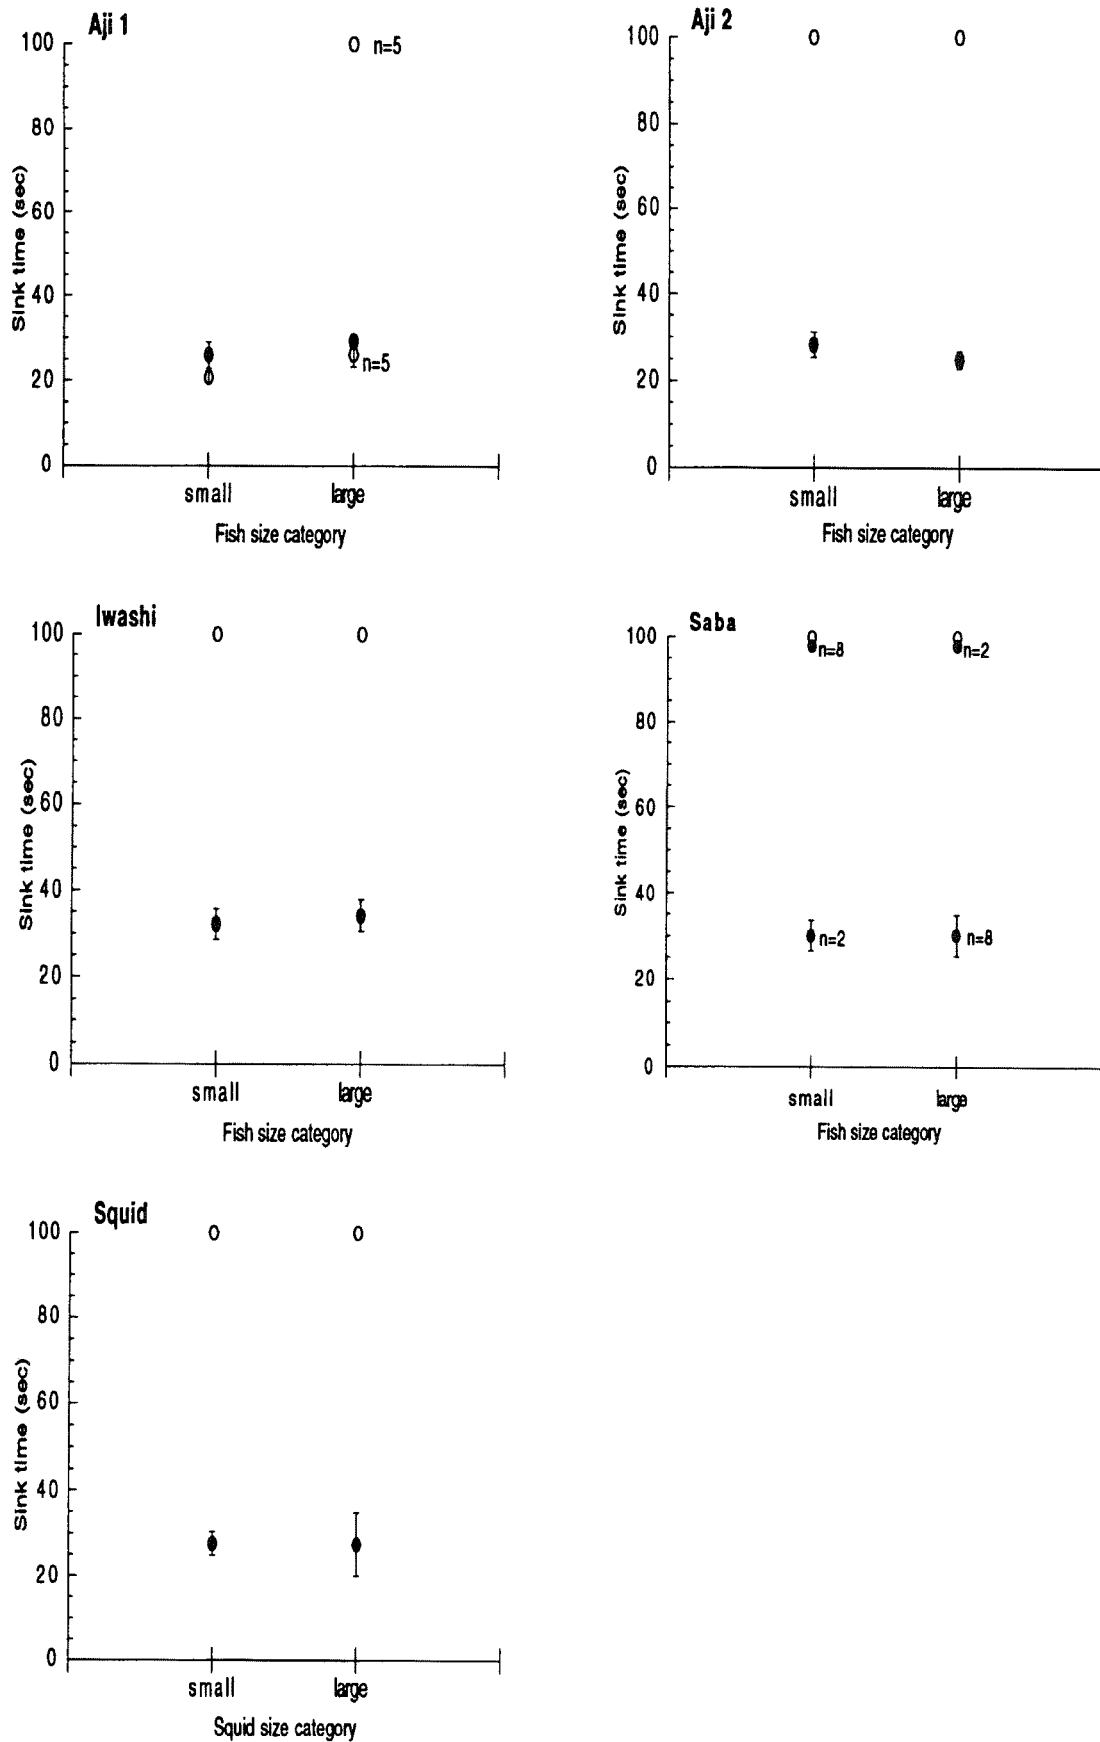 Aji 1
100
80
60
40
20
0
Sink time (sec)
n=5
n=5
small large
Fish size category
Aji 2
100
80
60
40
20
0
Sink time (sec)
small large
Fish size category
Iwashi
100
80
60
40
20
0
Sink time (sec)
small large
Fish size category
Saba
100
80
60
40
20
0
Sink time (sec)
n=8 n=2
n=2 n=8
small large
Fish size category
Squid
100
80
60
40
20
0
Sink time (sec)
small large
Squid size category